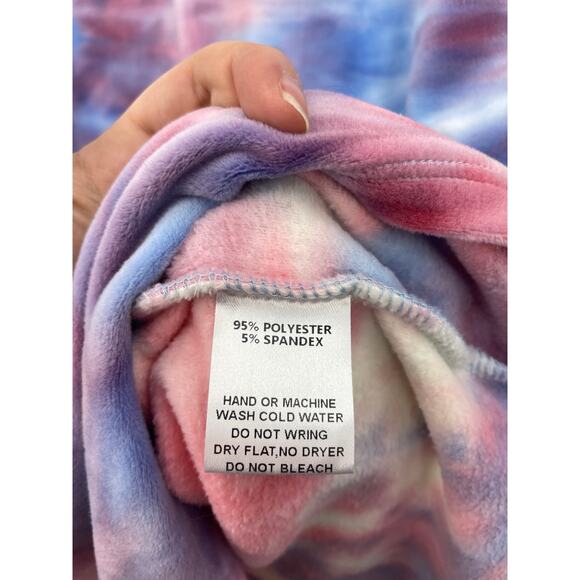 95% POLYESTER
5% SPANDEX
HAND OR MACHINE
WASH COLD WATER
DO NOT WRING
DRY FLAT,NO DRYER
DO NOT BLEACH